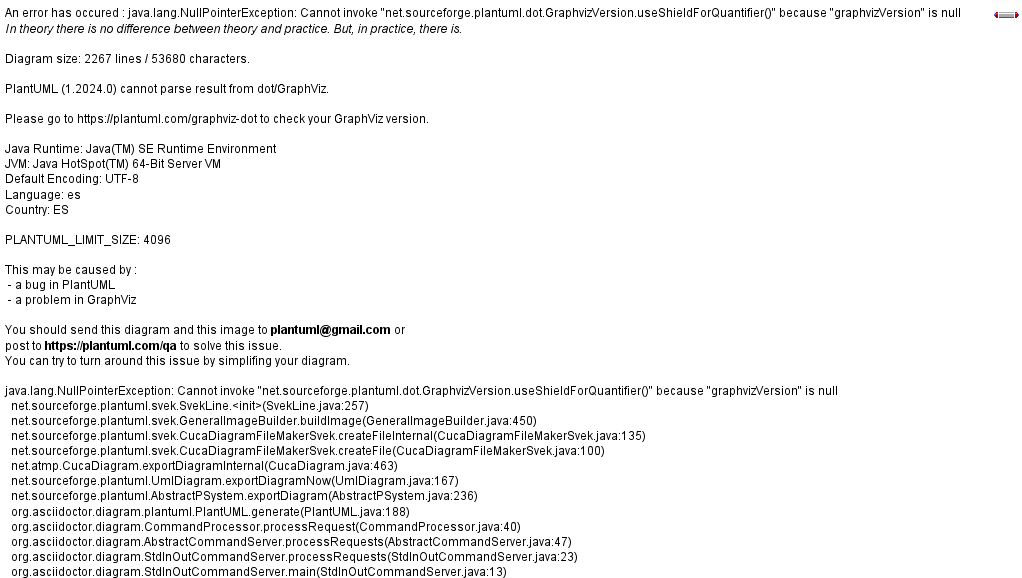 An error has occured : java.lang.NullPointerException: Cannot invoke "net.sourceforge.plantuml.dot.GraphvizVersion.useShieldForQuantifier()" because "graphvizVersion" is null
In theory there is no difference between theory and practice. But, in practice, there is.
Diagram size: 2267 lines / 53680 characters.
PlantUML (1.2024.0) cannot parse result from dot/GraphViz.
Please go to https://plantuml.com/graphviz-dot to check your GraphViz version.
Java Runtime: Java(TM) SE Runtime Environment
JVM: Java HotSpot(TM) 64-Bit Server VM
Default Encoding: UTF-8
Language: es
Country: ES
PLANTUML_LIMIT_SIZE: 4096
This may be caused by :
- a bug in PlantUML
- a problem in GraphViz
You should send this diagram and this image to plantuml@gmail.com or
post to https://plantuml.com/qa to solve this issue.
You can try to turn around this issue by simplifing your diagram.
java.lang.NullPointerException: Cannot invoke "net.sourceforge.plantuml.dot.GraphvizVersion.useShieldForQuantifier()" because "graphvizVersion" is null
net.sourceforge.plantuml.svek.SvekLine.<init>(SvekLine.java:257)
net.sourceforge.plantuml.svek.GeneralImageBuilder.buildImage(GeneralImageBuilder.java:450)
net.sourceforge.plantuml.svek.CucaDiagramFileMakerSvek.createFileInternal(CucaDiagramFileMakerSvek.java:135)
net.sourceforge.plantuml.svek.CucaDiagramFileMakerSvek.createFile(CucaDiagramFileMakerSvek.java:100)
net.atmp.CucaDiagram.exportDiagramInternal(CucaDiagram.java:463)
net.sourceforge.plantuml.UmlDiagram.exportDiagramNow(UmlDiagram.java:167)
net.sourceforge.plantuml.AbstractPSystem.exportDiagram(AbstractPSystem.java:236)
org.asciidoctor.diagram.plantuml.PlantUML.generate(PlantUML.java:188)
org.asciidoctor.diagram.CommandProcessor.processRequest(CommandProcessor.java:40)
org.asciidoctor.diagram.AbstractCommandServer.processRequests(AbstractCommandServer.java:47)
org.asciidoctor.diagram.StdInOutCommandServer.processRequests(StdInOutCommandServer.java:23)
org.asciidoctor.diagram.StdInOutCommandServer.main(StdInOutCommandServer.java:13)